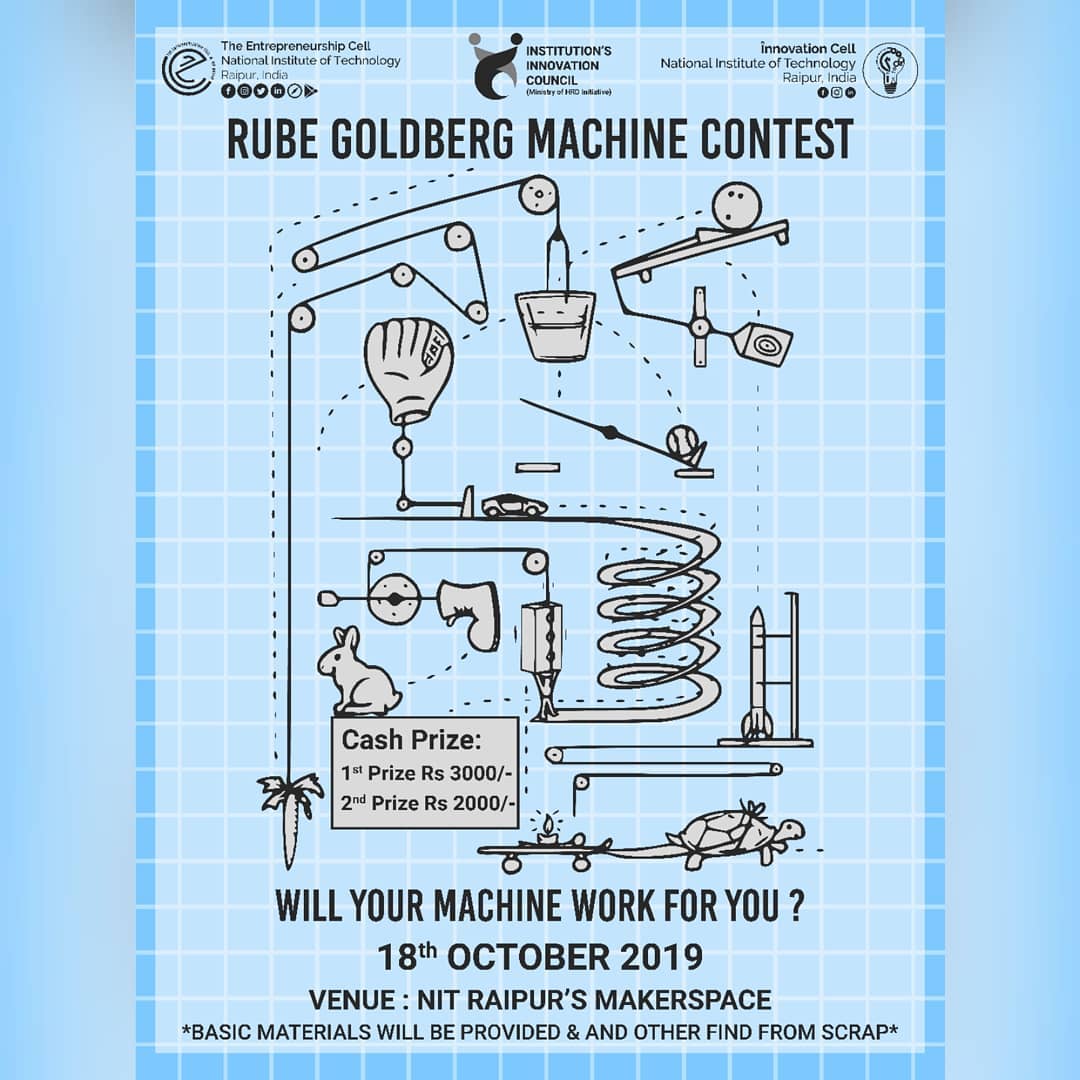 The Entrepreneurship Cell
National Institute of Technology
Raipur, India
INSTITUTION'S
INNOVATION
COUNCIL
(Ministry of HRD Initiative)
innovation Cell
National Institute of Technology
Raipur, India
RUBE GOLDBERG MACHINE CONTEST
Cash Prize:
1st Prize Rs 3000/-
2nd Prize Rs 2000/-
WILL YOUR MACHINE WORK FOR YOU ?
18th OCTOBER 2019
VENUE : NIT RAIPUR'S MAKERSPACE
*BASIC MATERIALS WILL BE PROVIDED & AND OTHER FIND FROM SCRAP*